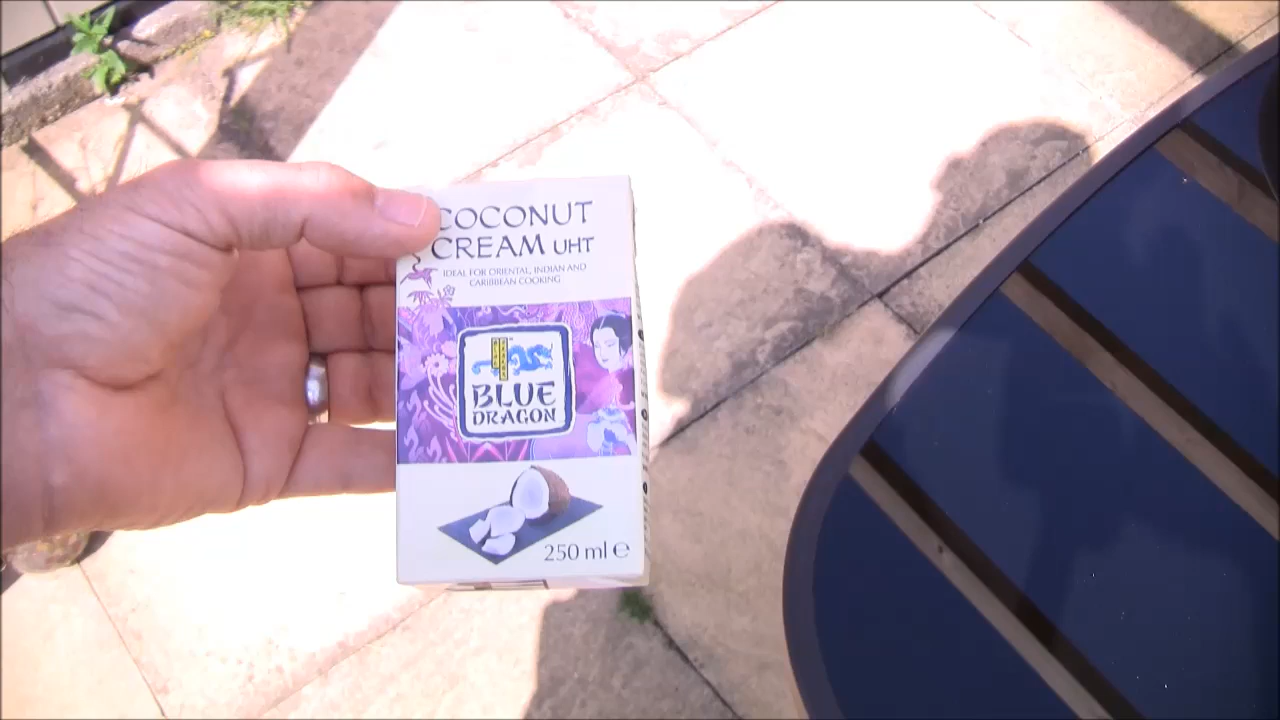 COCONUT
CREAM UHT
IDEAL FOR ORIENTAL, INDIAN AND
CARIBBEAN COOKING
BLUE
DRAGON
250 ml e